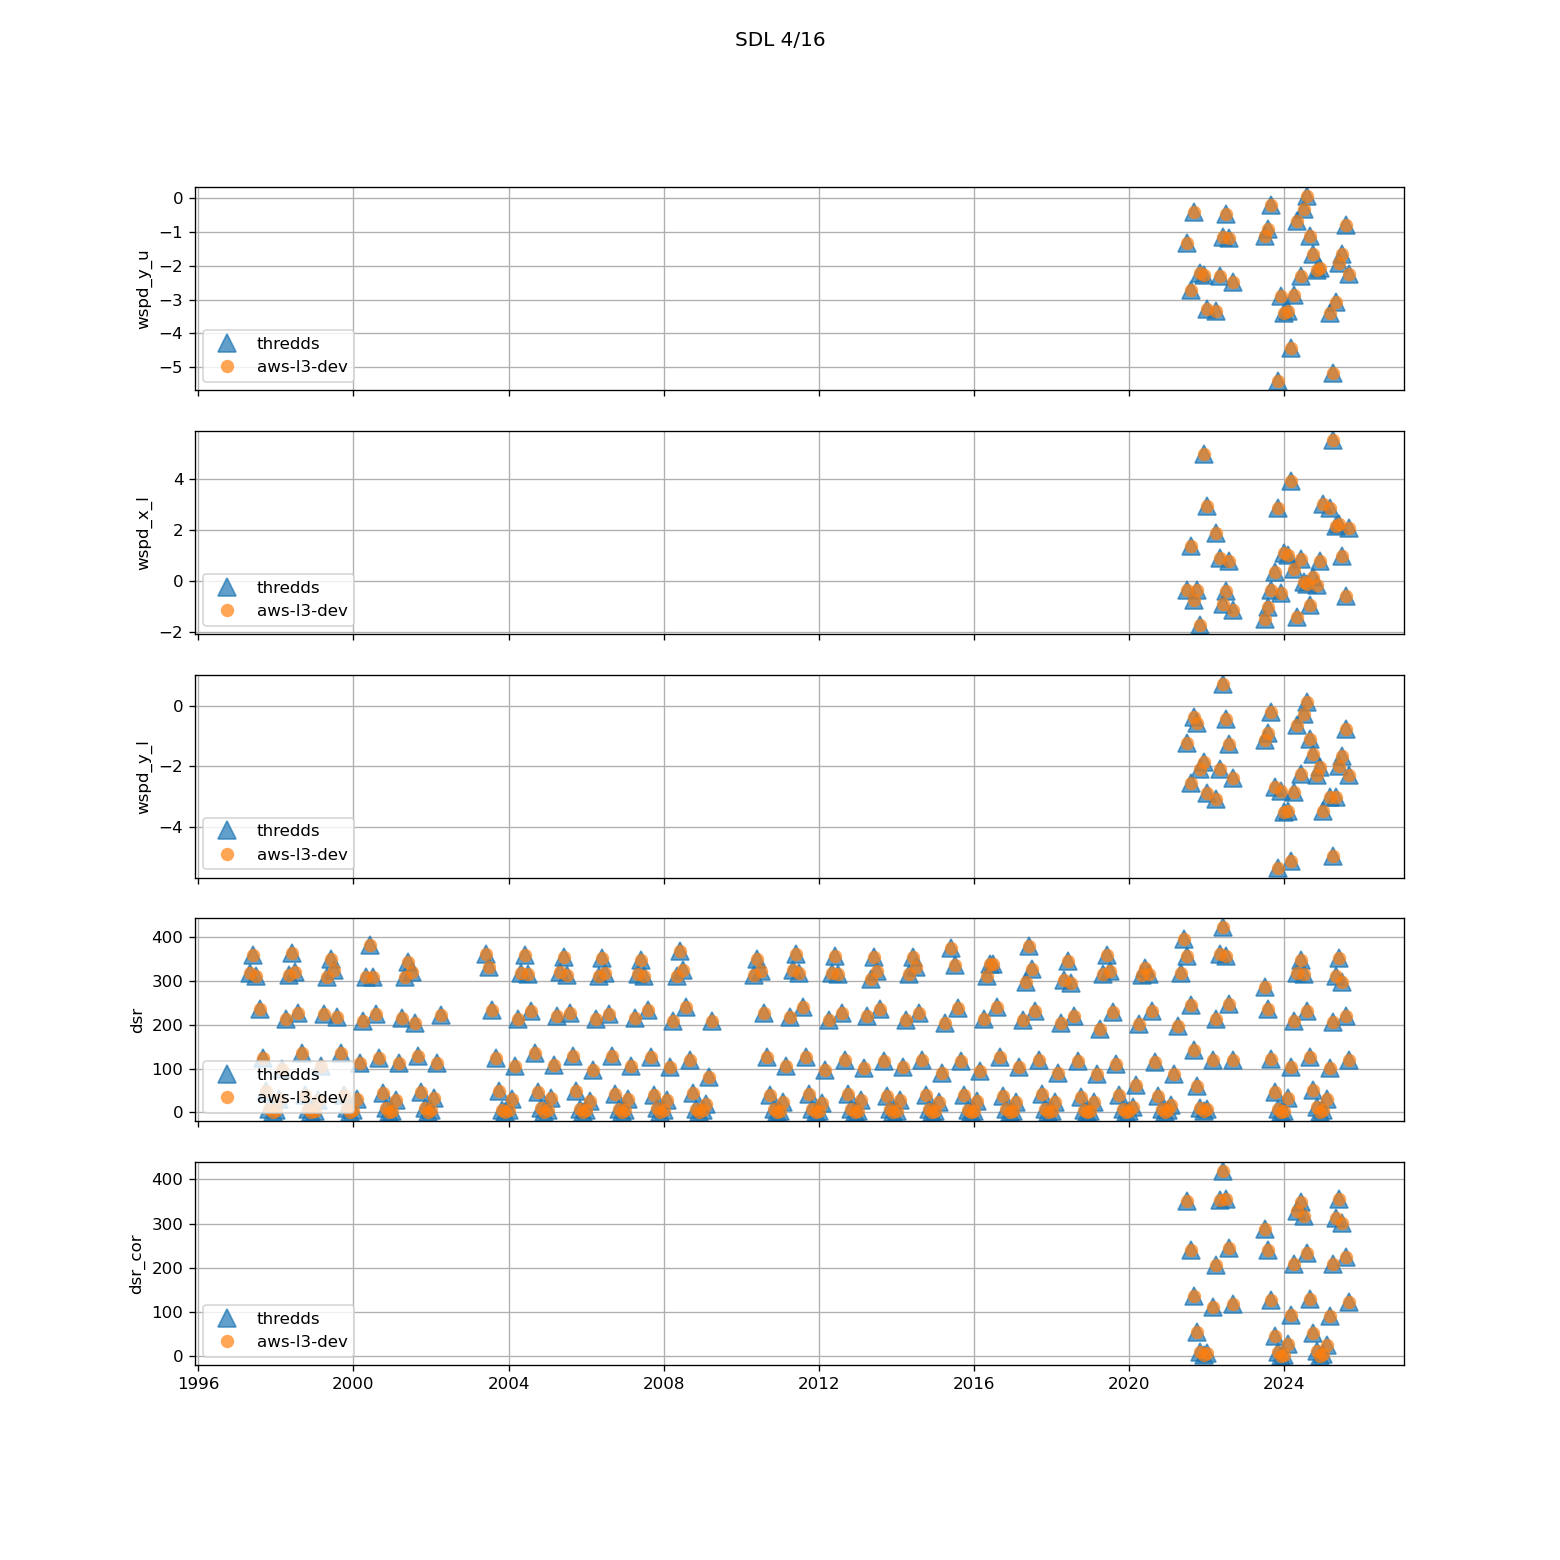 SDL 4/16
0
−1
−2
−3
−4
−5
wspd_y_u
thredds
aws-l3-dev
4
2
0
−2
wspd_x_l
thredds
aws-l3-dev
0
−2
−4
wspd_y_l
thredds
aws-l3-dev
400
300
200
100
0
dsr
thredds
aws-l3-dev
400
300
200
100
0
dsr_cor
thredds
aws-l3-dev
1996 2000 2004 2008 2012 2016 2020 2024